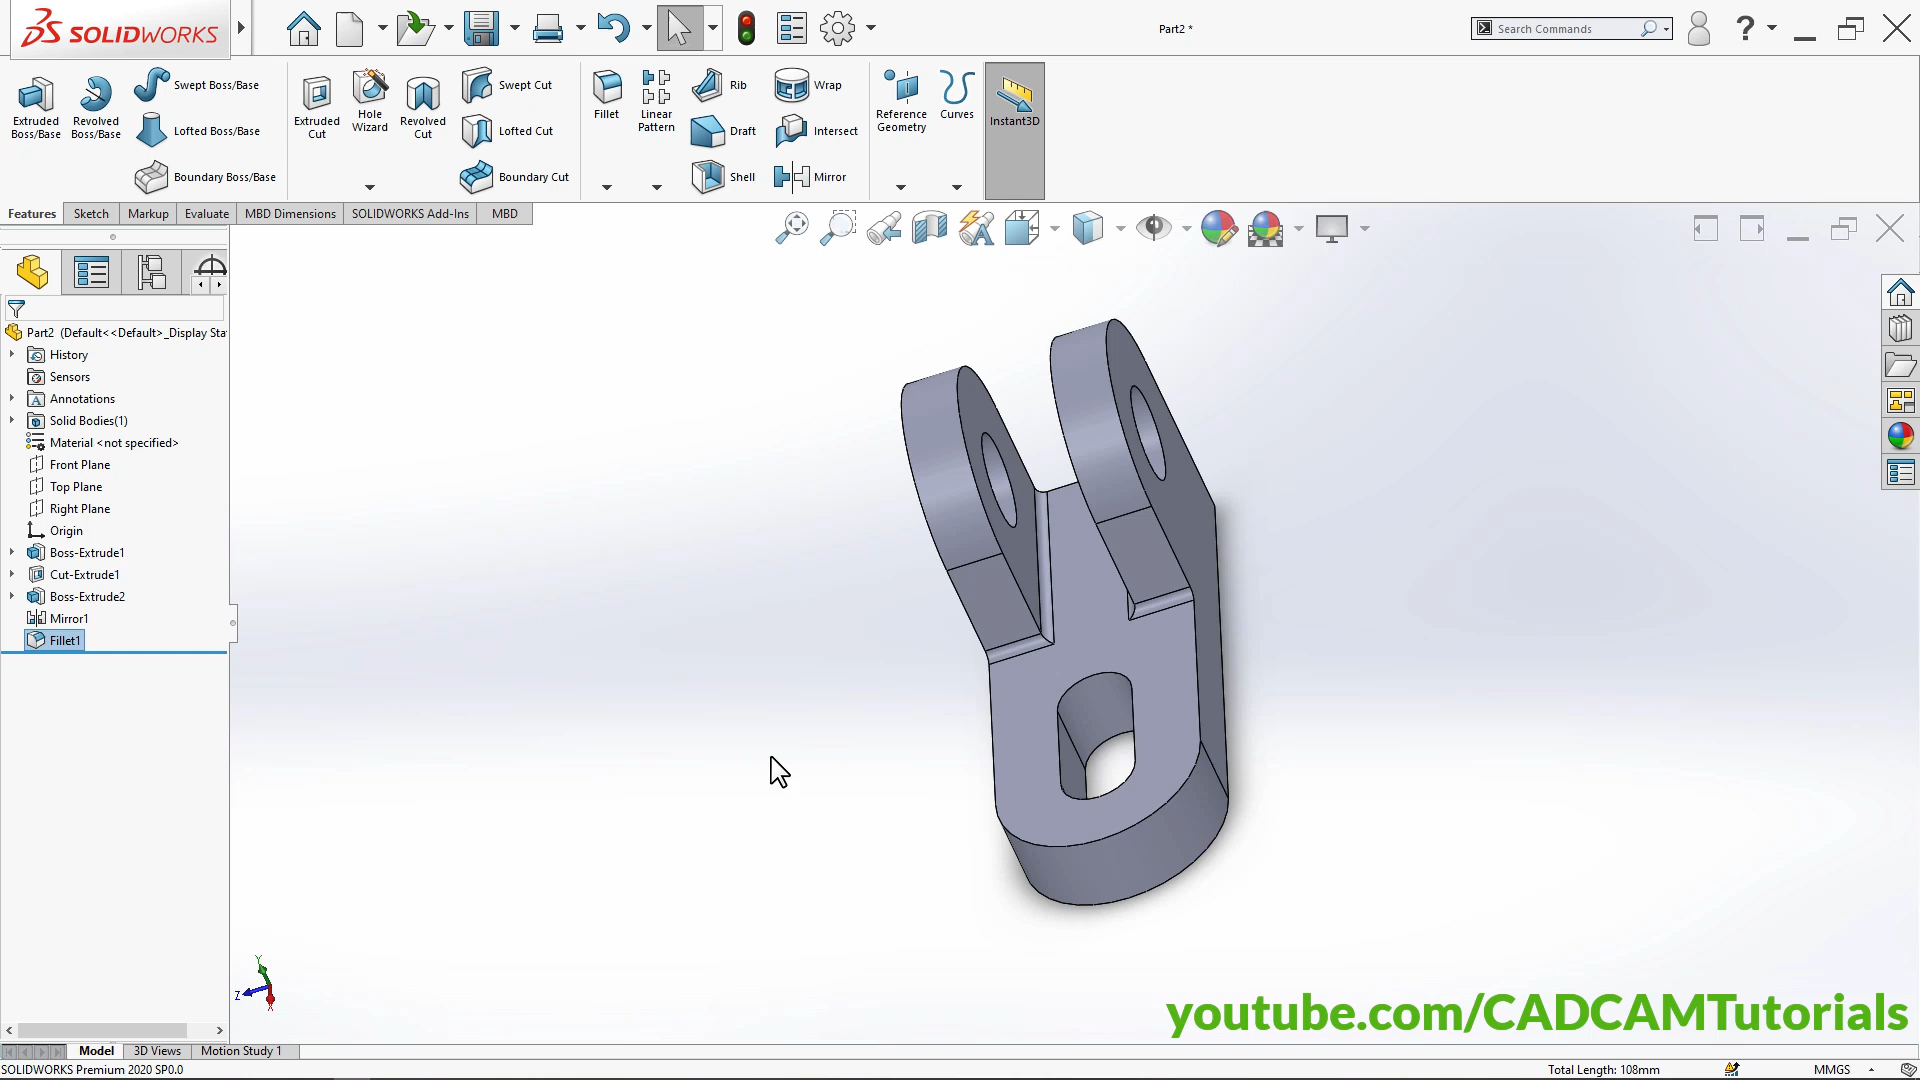 SOLIDWORKS
Part2 *
Search Commands
?
Extruded
Boss/Base
Revolved
Boss/Base
Swept Boss/Base
Lofted Boss/Base
Boundary Boss/Base
Extruded
Cut
Hole
Wizard
Revolved
Cut
Swept Cut
Lofted Cut
Boundary Cut
Fillet
Linear
Pattern
Rib
Draft
Shell
Wrap
Intersect
Mirror
Reference
Geometry
Curves
Instant3D
Features
Sketch
Markup
Evaluate
MBD Dimensions
SOLIDWORKS Add-Ins
MBD
Part2 (Default<<Default>_Display Sta
History
Sensors
Annotations
Solid Bodies(1)
Material <not specified>
Front Plane
Top Plane
Right Plane
Origin
Boss-Extrude1
Cut-Extrude1
Boss-Extrude2
Mirror1
Fillet1
Y
Z
X
youtube.com/CADCAMTutorials
Model
3D Views
Motion Study 1
SOLIDWORKS Premium 2020 SP0.0
Total Length: 108mm
MMGS